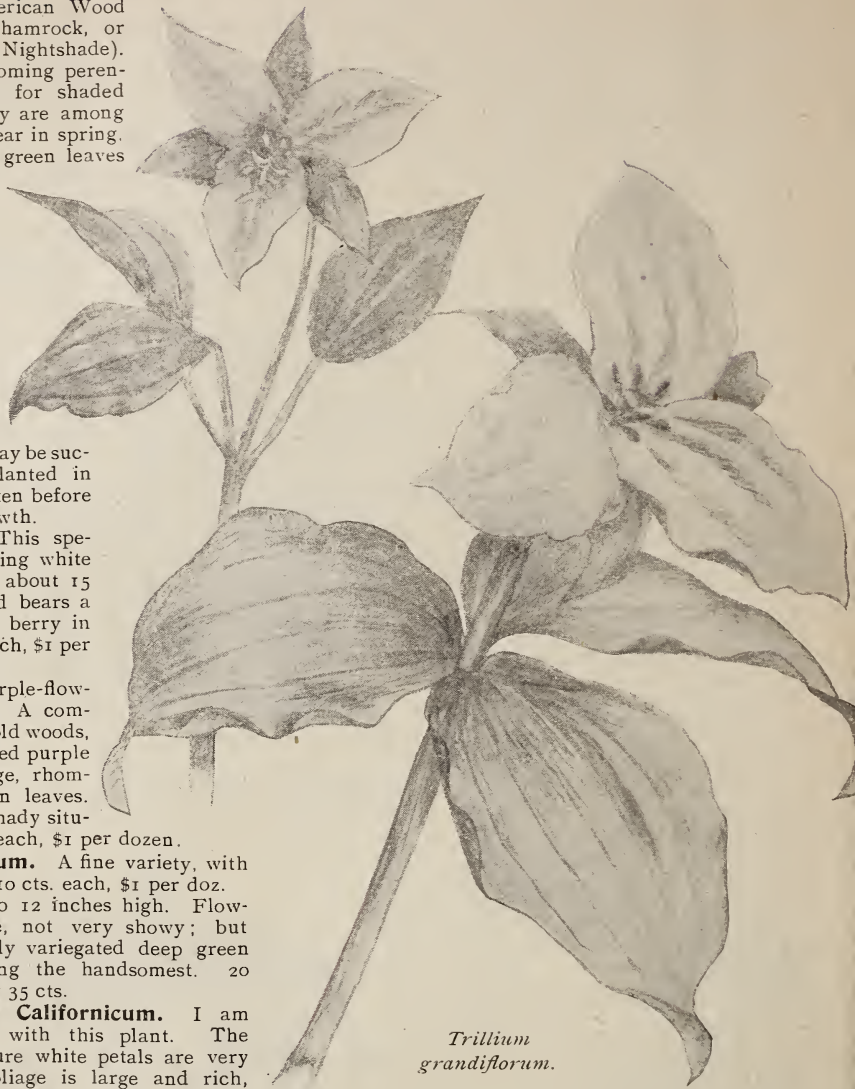 erican Wood
hamrock, or
Nightshade).
oming peren-
for shaded
y are among
ear in spring.
green leaves
ay be suc-
lanted in
en before
wth.
This spe-
ing white
about 15
d bears a
berry in
ch, $1 per
rple-flow-
A com-
ld woods,
ed purple
ge, rhom-
n leaves.
hady situ-
each, $1 per dozen.
um. A fine variety, with
10 cts. each, $1 per doz.
o 12 inches high. Flow-
e, not very showy; but
ly variegated deep green
ng the handsomest. 20
35 cts.
Californicum. I am
with this plant. The
ure white petals are very
liage is large and rich,
Trillium
grandiflorum.